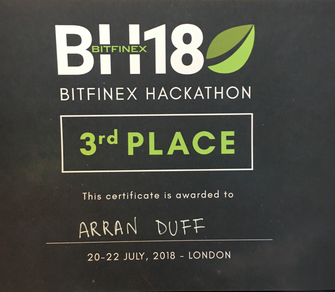 BH18
BITFINEX
BITFINEX HACKATHON
3rd PLACE
This certificate is awarded to
ARRAN DUFF
20-22 JULY, 2018 - LONDON